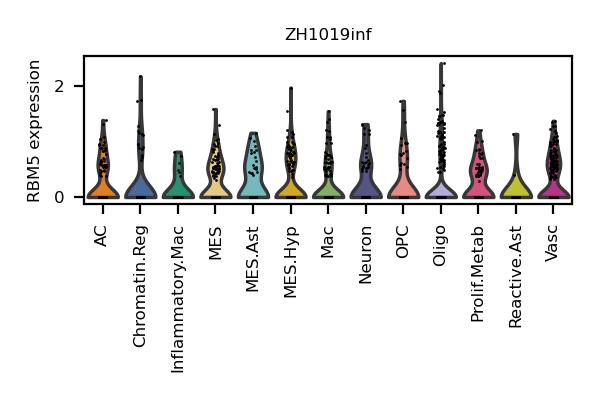 ZH1019inf
RBM5 expression
2
0
AC
Chromatin.Reg
Inflammatory.Mac
MES
MES.Ast
MES.Hyp
Mac
Neuron
OPC
Oligo
Prolif.Metab
Reactive.Ast
Vasc